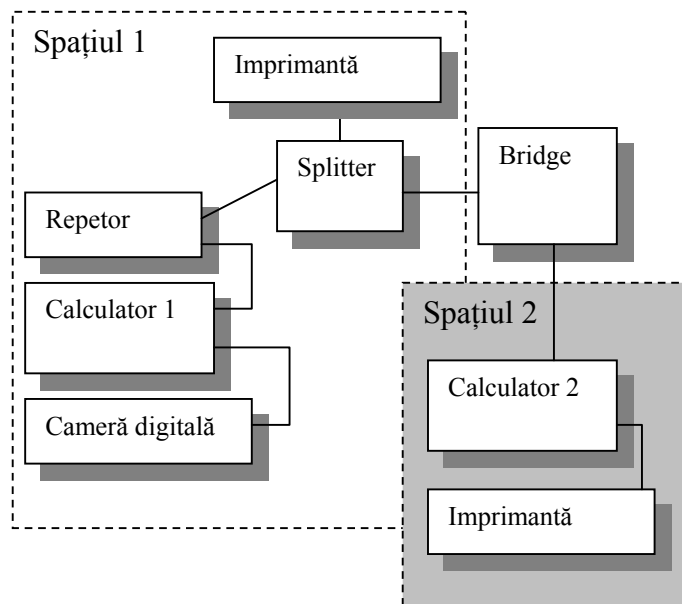 Spațiul 1
Imprimantă
Splitter
Bridge
Repetor
Calculator 1
Cameră digitală
Spațiul 2
Calculator 2
Imprimantă